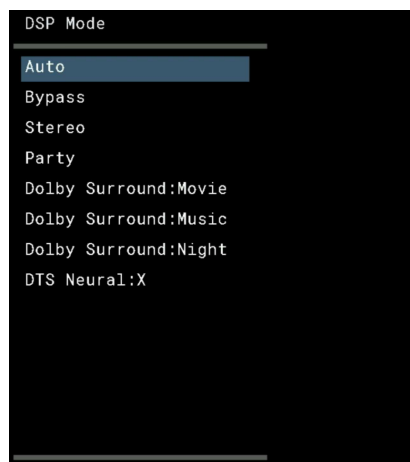 DSP Mode
Auto
Bypass
Stereo
Party
Dolby Surround:Movie
Dolby Surround:Music
Dolby Surround:Night
DTS Neural:X